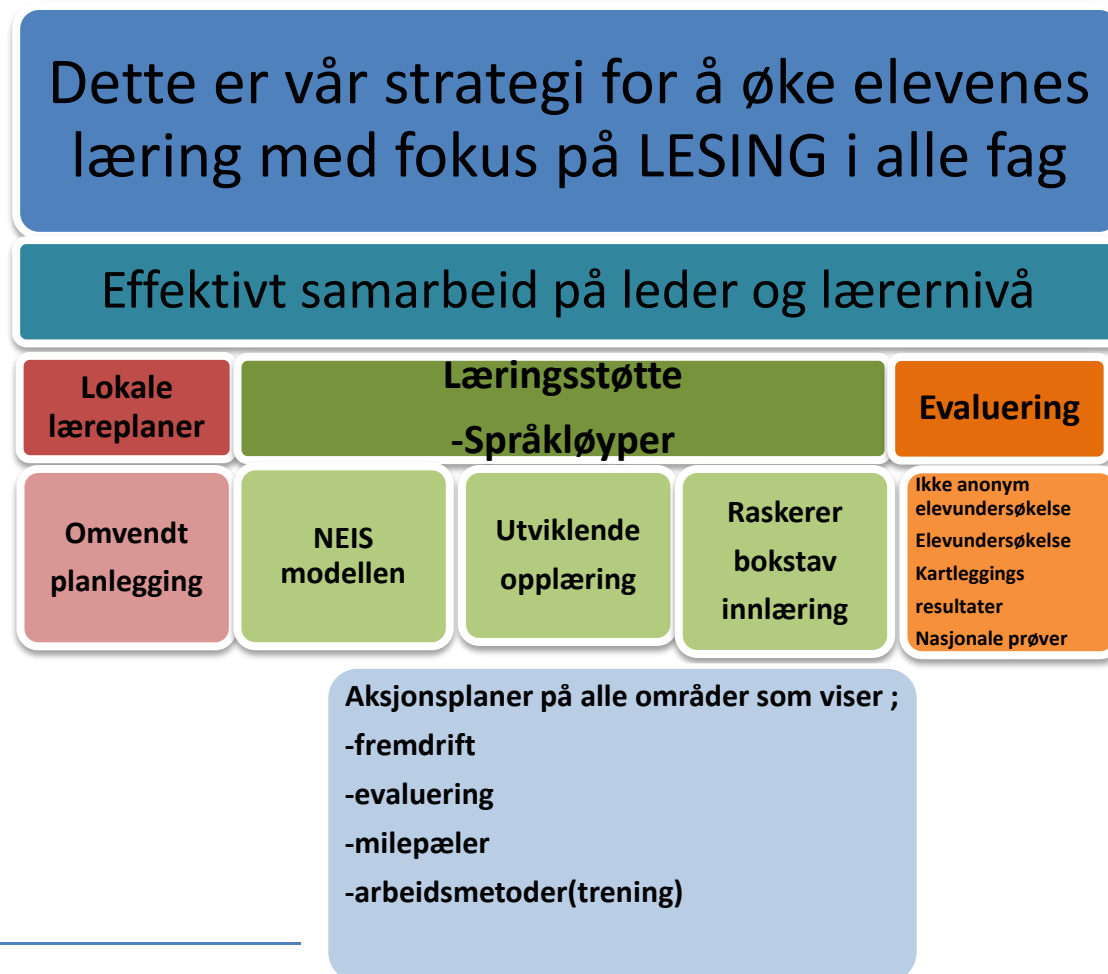 Dette er vår strategi for å øke elevenes
læring med fokus på LESING i alle fag
Effektivt samarbeid på leder og lærernivå
Lokale
læreplaner
Læringsstøtte
-Språkløyper
Evaluering
Omvendt
planlegging
NEIS
modellen
Utviklende
opplæring
Raskerer
bokstav
innlæring
Ikke anonym
elevundersøkelse
Elevundersøkelse
Kartleggings
resultater
Nasjonale prøver
Aksjonsplaner på alle områder som viser ;
-fremdrift
-evaluering
-milepæler
-arbeidsmetoder(trening)